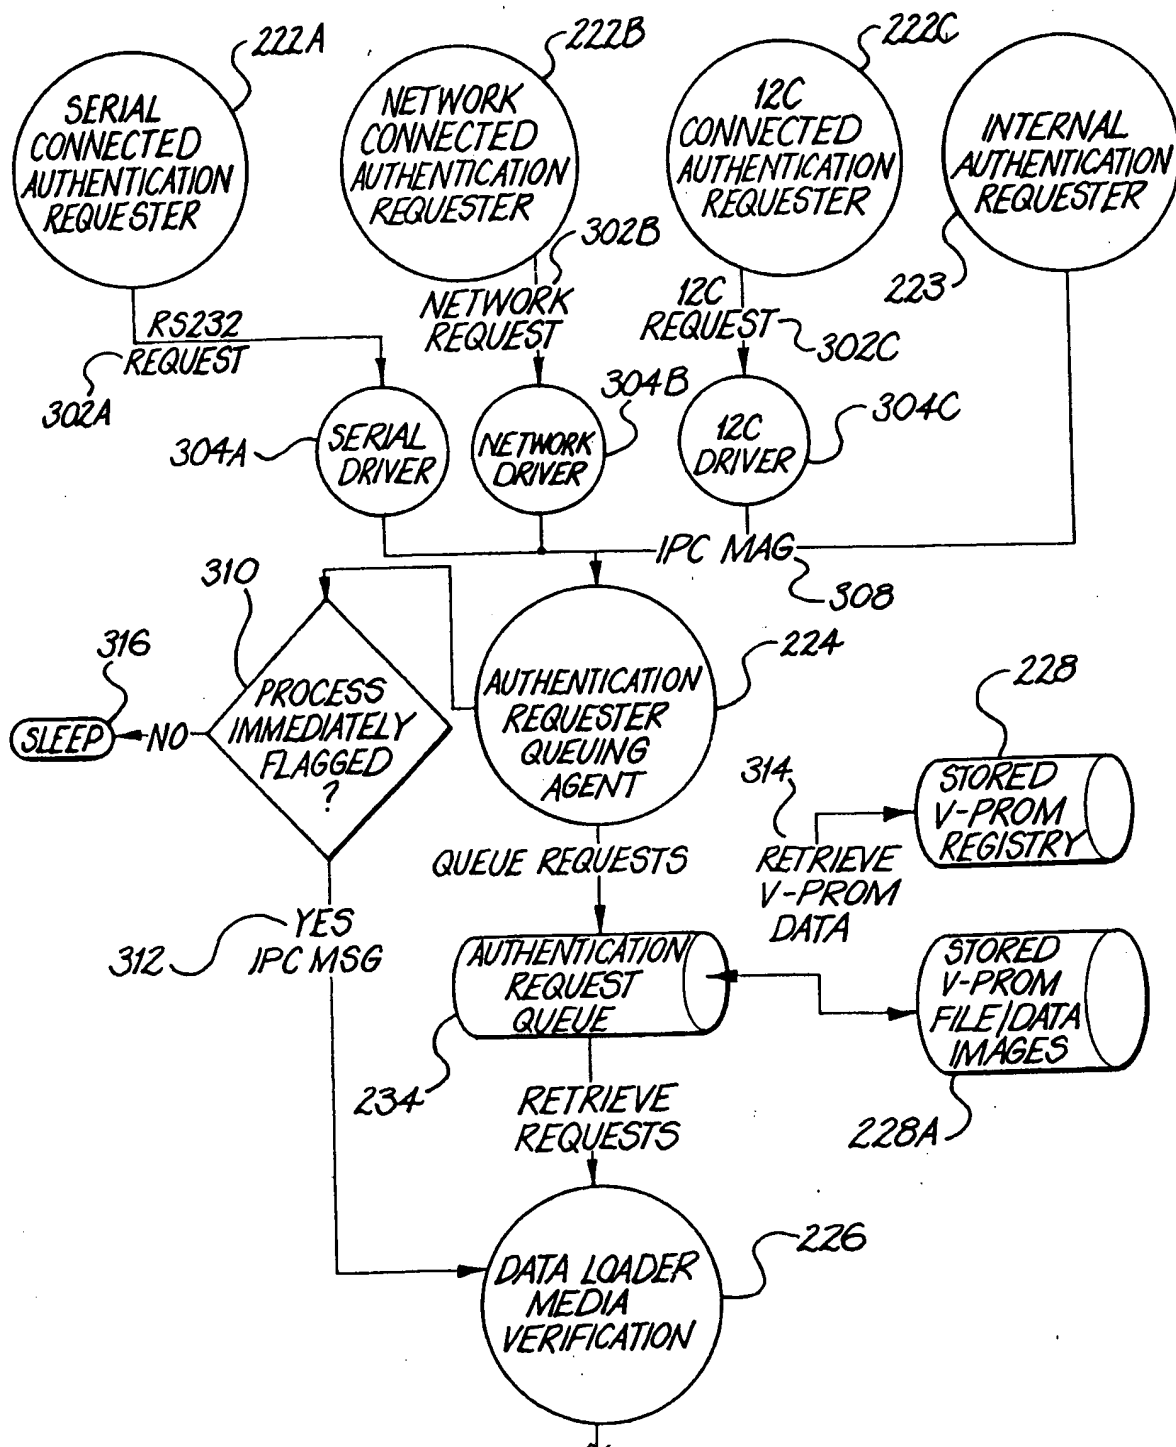 222A
SERIAL
CONNECTED
AUTHENTICATION
REQUESTER
222B
NETWORK
CONNECTED
AUTHENTICATION
REQUESTER
222C
12C
CONNECTED
AUTHENTICATION
REQUESTER
INTERNAL
AUTHENTICATION
REQUESTER
223
RS232
REQUEST
302A
302B
NETWORK
REQUEST
12C
REQUEST
302C
304A
SERIAL
DRIVER
304B
NETWORK
DRIVER
304C
12C
DRIVER
IPC MAG
308
310
316
SLEEP
NO
PROCESS
IMMEDIATELY
FLAGGED
?
224
AUTHENTICATION
REQUESTER
QUEUING
AGENT
228
STORED
V-PROM
REGISTRY
314
RETRIEVE
V-PROM
DATA
QUEUE REQUESTS
312
YES
IPC MSG
AUTHENTICATION
REQUEST
QUEUE
234
STORED
V-PROM
FILE/DATA
IMAGES
228A
RETRIEVE
REQUESTS
226
DATA LOADER
MEDIA
VERIFICATION